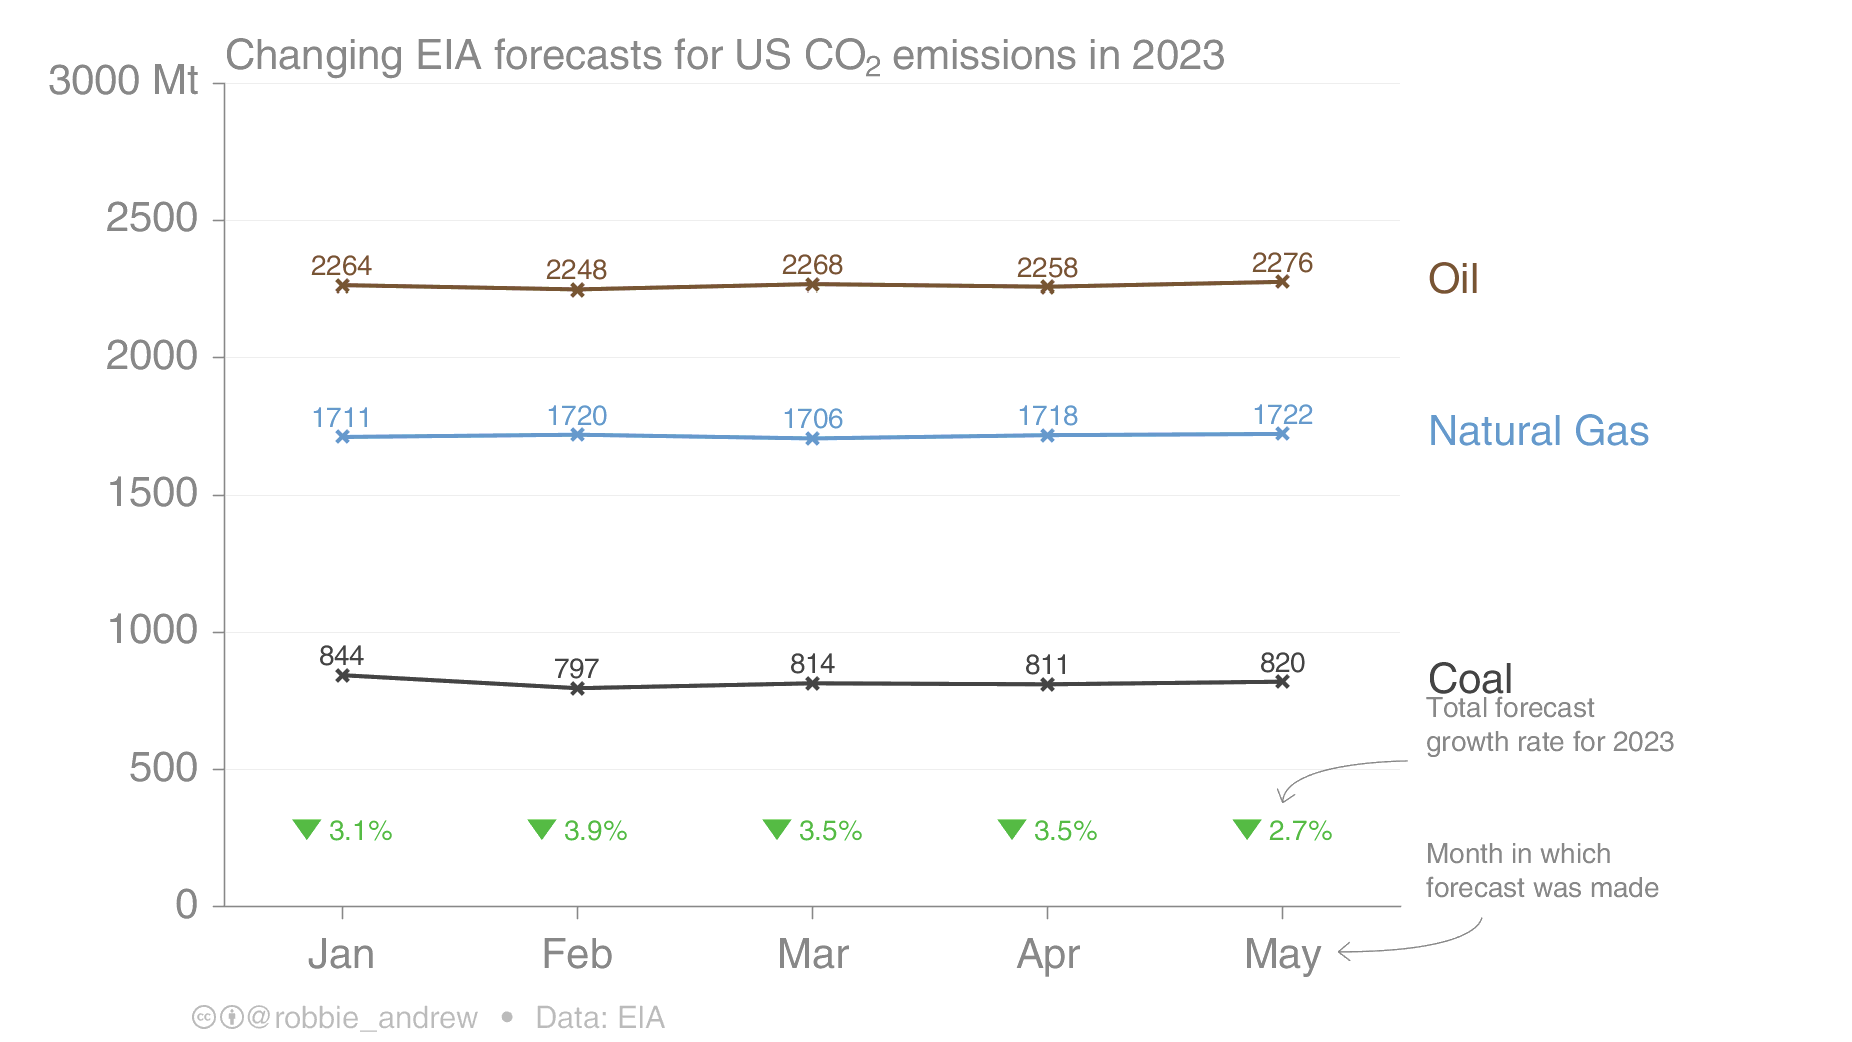 Changing EIA forecasts for US CO₂ emissions in 2023
3000 Mt
2500
2264 2248 2268 2258 2276
Oil
2000
1711 1720 1706 1718 1722
Natural Gas
1500
1000
844 797 814 811 820
Coal
Total forecast
growth rate for 2023
500
▼ 3.1% ▼ 3.9% ▼ 3.5% ▼ 3.5% ▼ 2.7%
Month in which
forecast was made
0
Jan Feb Mar Apr May
cc @robbie_andrew • Data: EIA